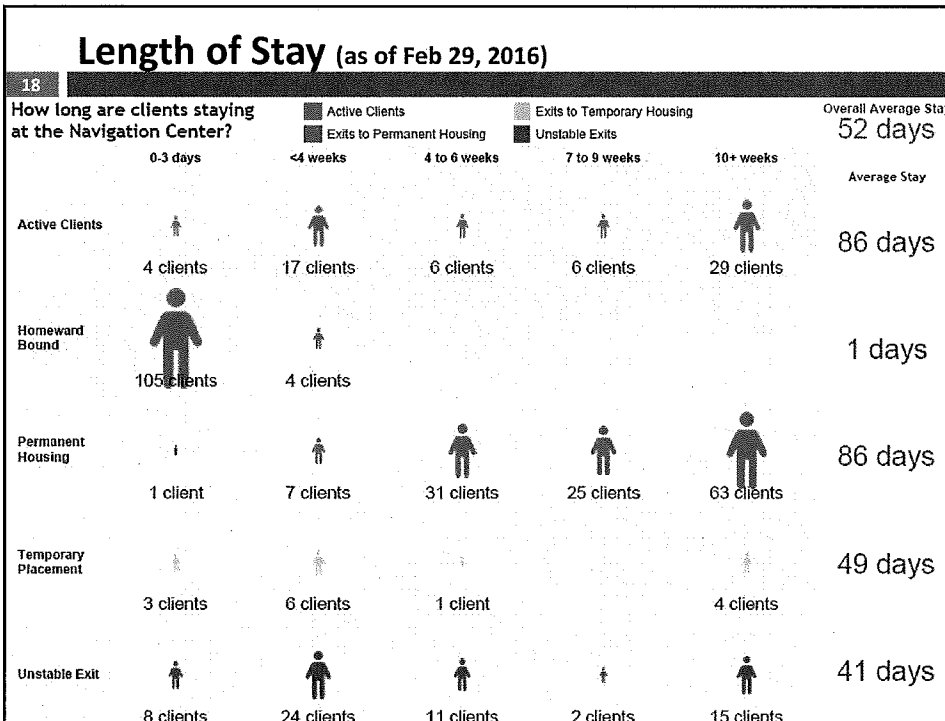 Length of Stay (as of Feb 29, 2016)
18
How long are clients staying
at the Navigation Center?
Active Clients
Exits to Permanent Housing
Exits to Temporary Housing
Unstable Exits
Overall Average Stay
52 days
0-3 days <4 weeks 4 to 6 weeks 7 to 9 weeks 10+ weeks
Average Stay
Active Clients
4 clients 17 clients 6 clients 6 clients 29 clients
86 days
Homeward
Bound
105 clients 4 clients
1 days
Permanent
Housing
1 client 7 clients 31 clients 25 clients 63 clients
86 days
Temporary
Placement
3 clients 6 clients 1 client 4 clients
49 days
Unstable Exit
8 clients 24 clients 11 clients 2 clients 15 clients
41 days